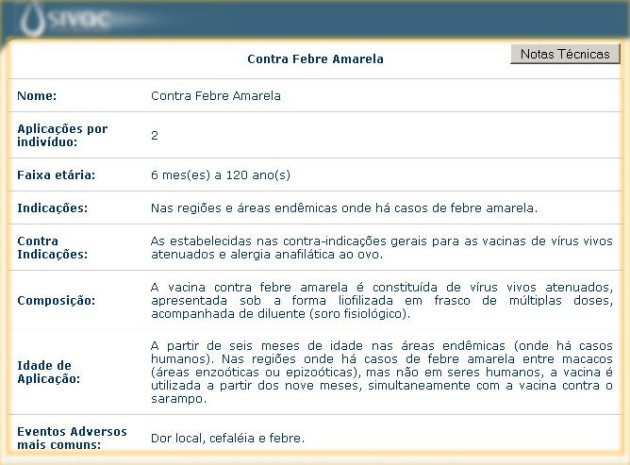 SIVAC
Contra Febre Amarela
Notas Técnicas
Nome: Contra Febre Amarela
Aplicações por
indivíduo: 2
Faixa etária: 6 mes(es) a 120 ano(s)
Indicações: Nas regiões e áreas endêmicas onde há casos de febre amarela.
Contra
Indicações:
As estabelecidas nas contra-indicações gerais para as vacinas de vírus vivos
atenuados e alergia anafilática ao ovo.
Composição:
A vacina contra febre amarela é constituída de vírus vivos atenuados,
apresentada sob a forma liofilizada em frasco de múltiplas doses,
acompanhada de diluente (soro fisiológico).
Idade de
Aplicação:
A partir de seis meses de idade nas áreas endêmicas (onde há casos
humanos). Nas regiões onde há casos de febre amarela entre macacos
(áreas enzoóticas ou epizoóticas), mas não em seres humanos, a vacina é
utilizada a partir dos nove meses, simultaneamente com a vacina contra o
sarampo.
Eventos Adversos
mais comuns: Dor local, cefaléia e febre.